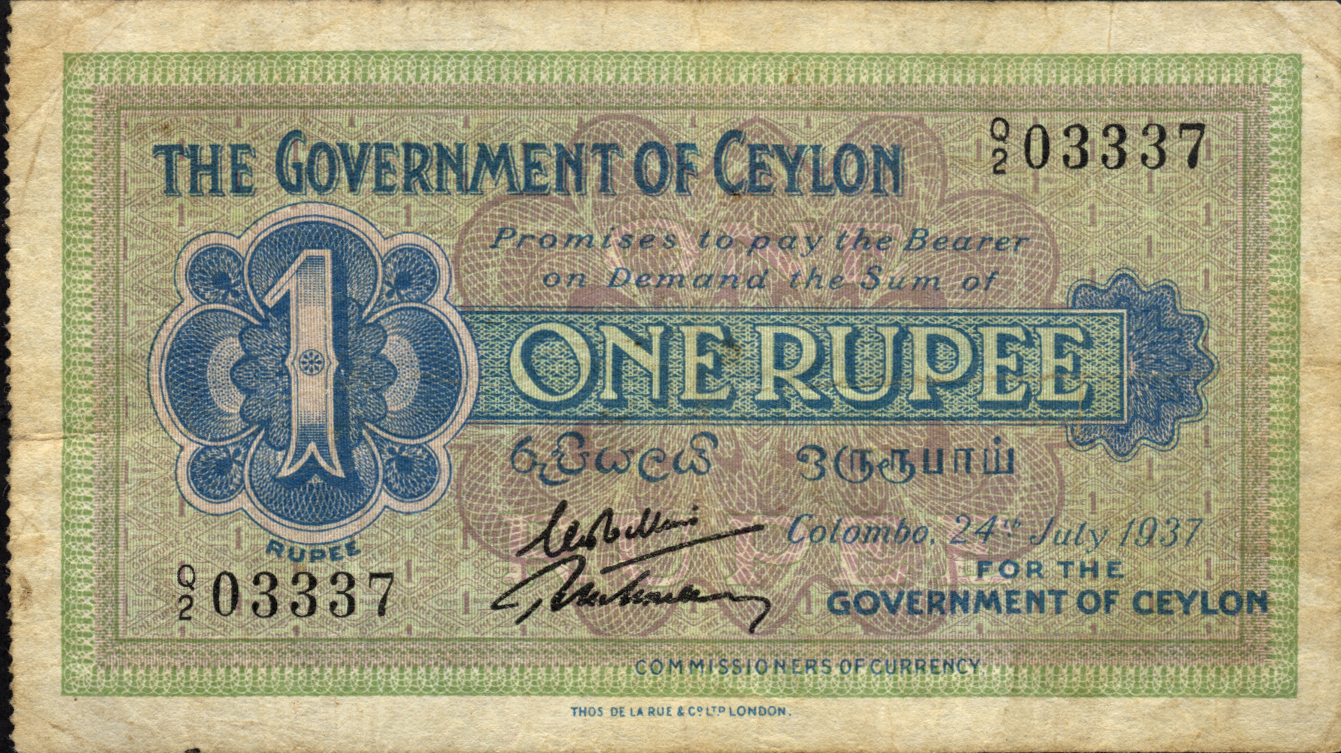 THE GOVERNMENT OF CEYLON
Q/2 03337
Promises to pay the Bearer
on Demand the Sum of
1
ONE RUPEE
රුපියලයි ஒருரூபாய்
Colombo, 24th July 1937
RUPEE
FOR THE
Q/2 03337
GOVERNMENT OF CEYLON
COMMISSIONERS OF CURRENCY
THOS DE LA RUE & CO LTD LONDON.